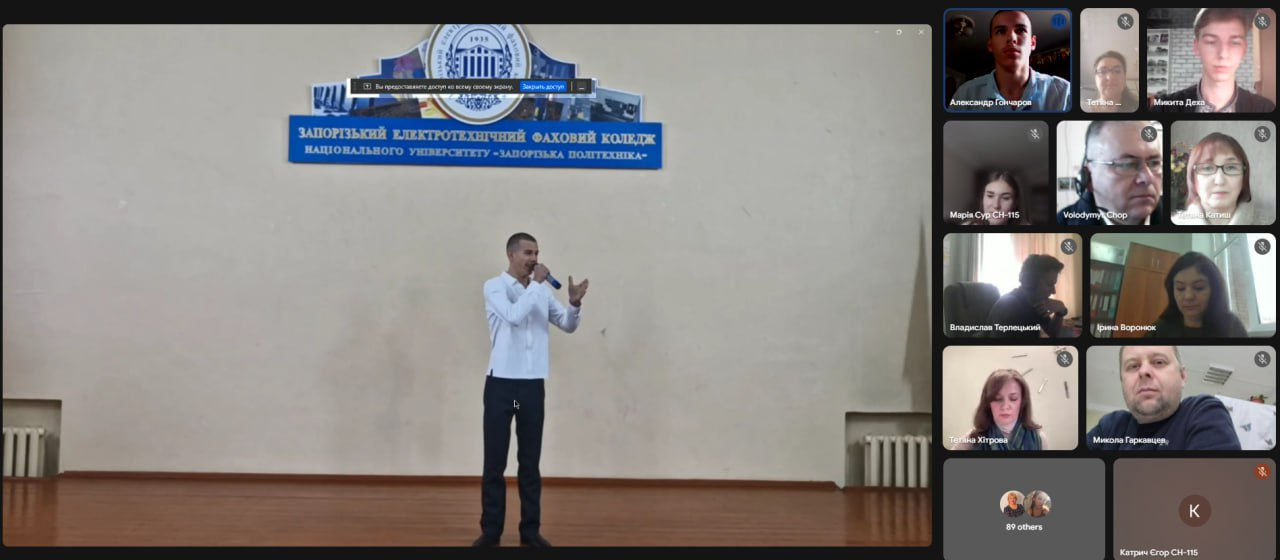 1935
Вы предоставляете доступ ко всему своему экрану.
Закрыть доступ
...
ЗАПОРІЗЬКИЙ ЕЛЕКТРОТЕХНІЧНИЙ ФАХОВИЙ КОЛЕДЖ
НАЦІОНАЛЬНОГО УНІВЕРСИТЕТУ «ЗАПОРІЗЬКА ПОЛІТЕХНІКА»
Александр Гончаров
Тетяна ...
Микита Деха
Марія Сур СН-115
Volodymyr Chop
Тетяна Катиш
Владислав Терлецький
Ірина Воронюк
Тетяна Хітрова
Микола Гаркавцев
89 others
К
Катрич Єгор СН-115